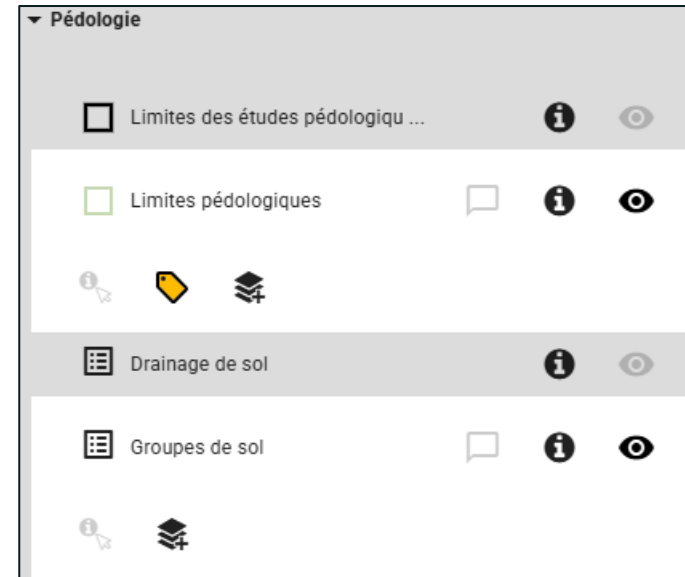 Pédologie
Limites des études pédologiqu ...
Limites pédologiques
Drainage de sol
Groupes de sol